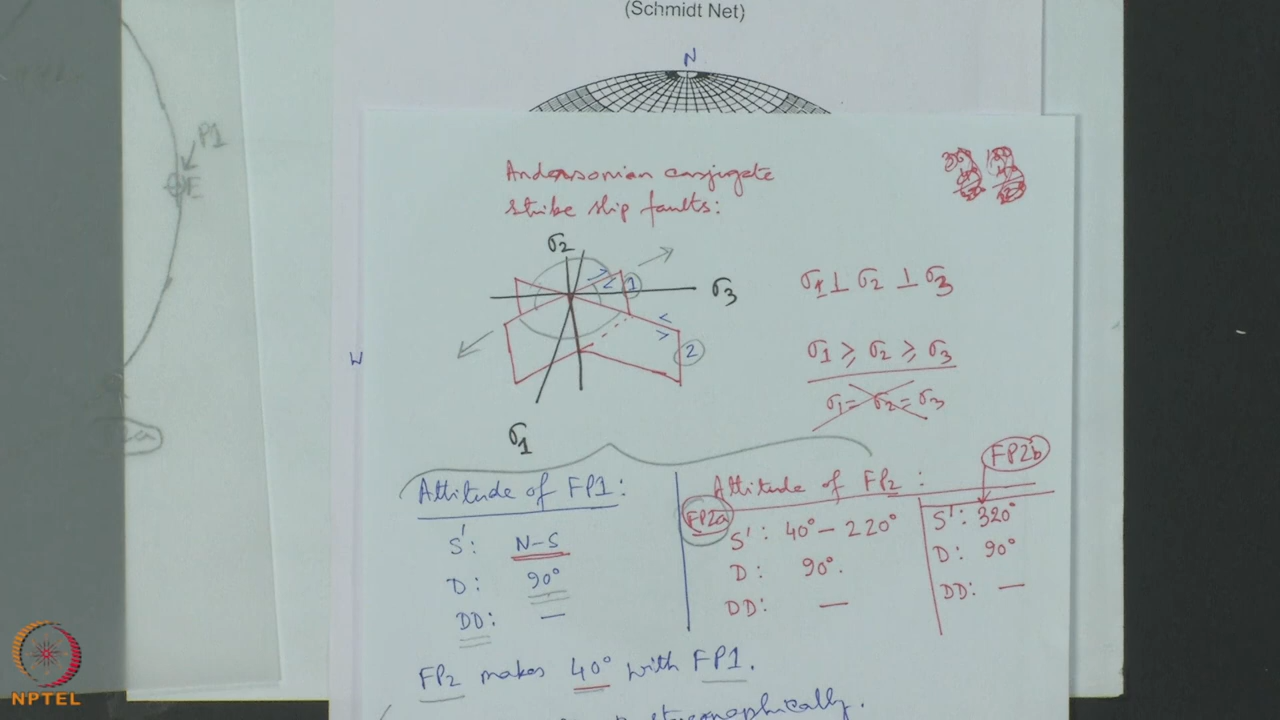 (Schmidt Net)
N
P1
E
Andersonian conjugate
strike slip faults:
σ2
1
σ3
2
σ1
σ1 ⊥ σ2 ⊥ σ3
σ1 ≥ σ2 ≥ σ3
σ1 = σ2 = σ3
W
FP2b
Attitude of FP1:
S': N-S
D: 90°
DD: —
Attitude of FP2:
FP2a
S': 40° - 220°
D: 90°.
DD: —
S': 320°
D: 90°
DD: —
FP2 makes 40° with FP1.
NPTEL